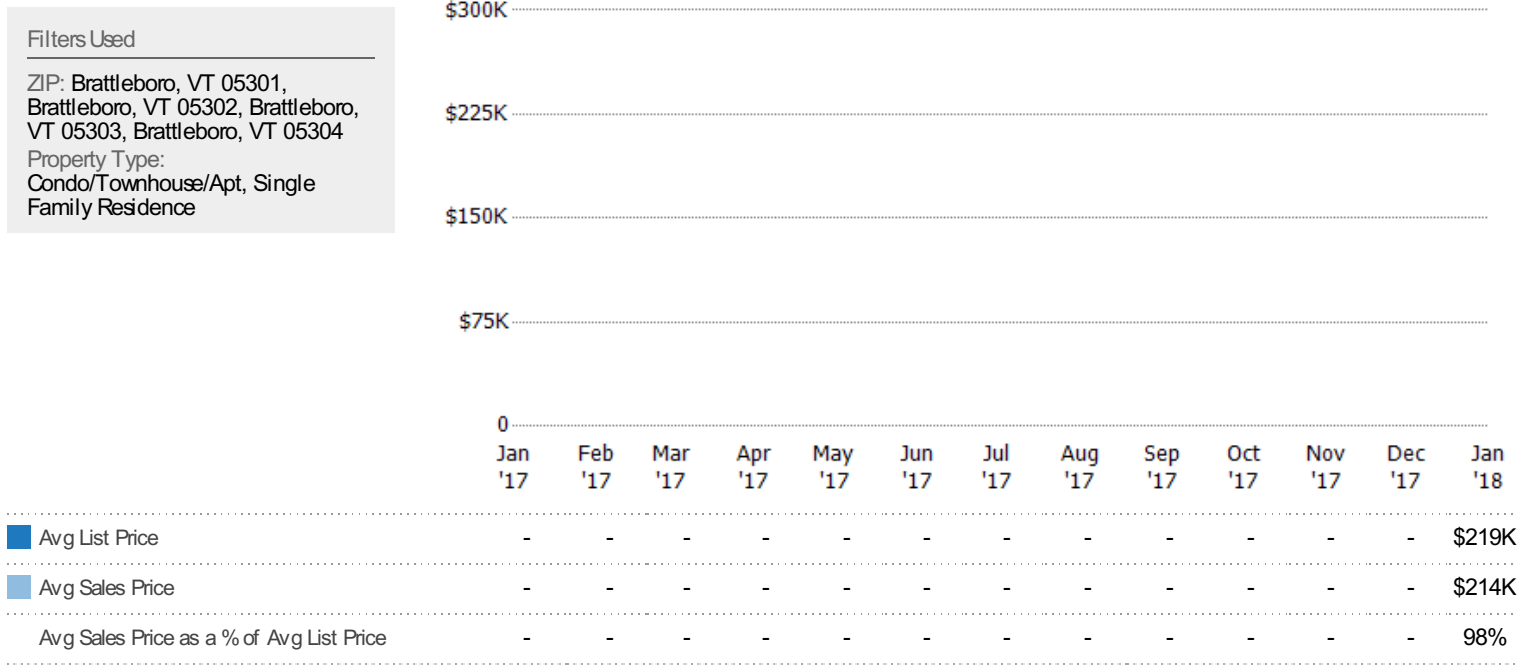 Filters Used
ZIP: Brattleboro, VT 05301,
Brattleboro, VT 05302, Brattleboro,
VT 05303, Brattleboro, VT 05304
Property Type:
Condo/Townhouse/Apt, Single
Family Residence
$300K
$225K
$150K
$75K
0
Jan Feb Mar Apr May Jun Jul Aug Sep Oct Nov Dec Jan
'17 '17 '17 '17 '17 '17 '17 '17 '17 '17 '17 '17 '18
Avg List Price - - - - - - - - - - - - $219K
Avg Sales Price - - - - - - - - - - - - $214K
Avg Sales Price as a % of Avg List Price - - - - - - - - - - - - 98%